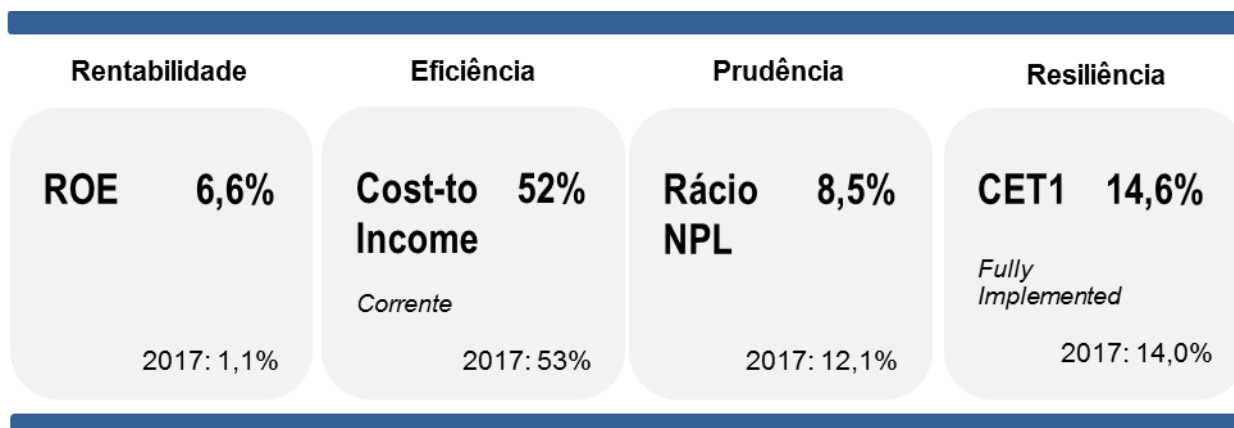 Rentabilidade
ROE 6,6%
2017: 1,1%
Eficiência
Cost-to 52%
Income
Corrente
2017: 53%
Prudência
Rácio 8,5%
NPL
2017: 12,1%
Resiliência
CET1 14,6%
Fully
Implemented
2017: 14,0%